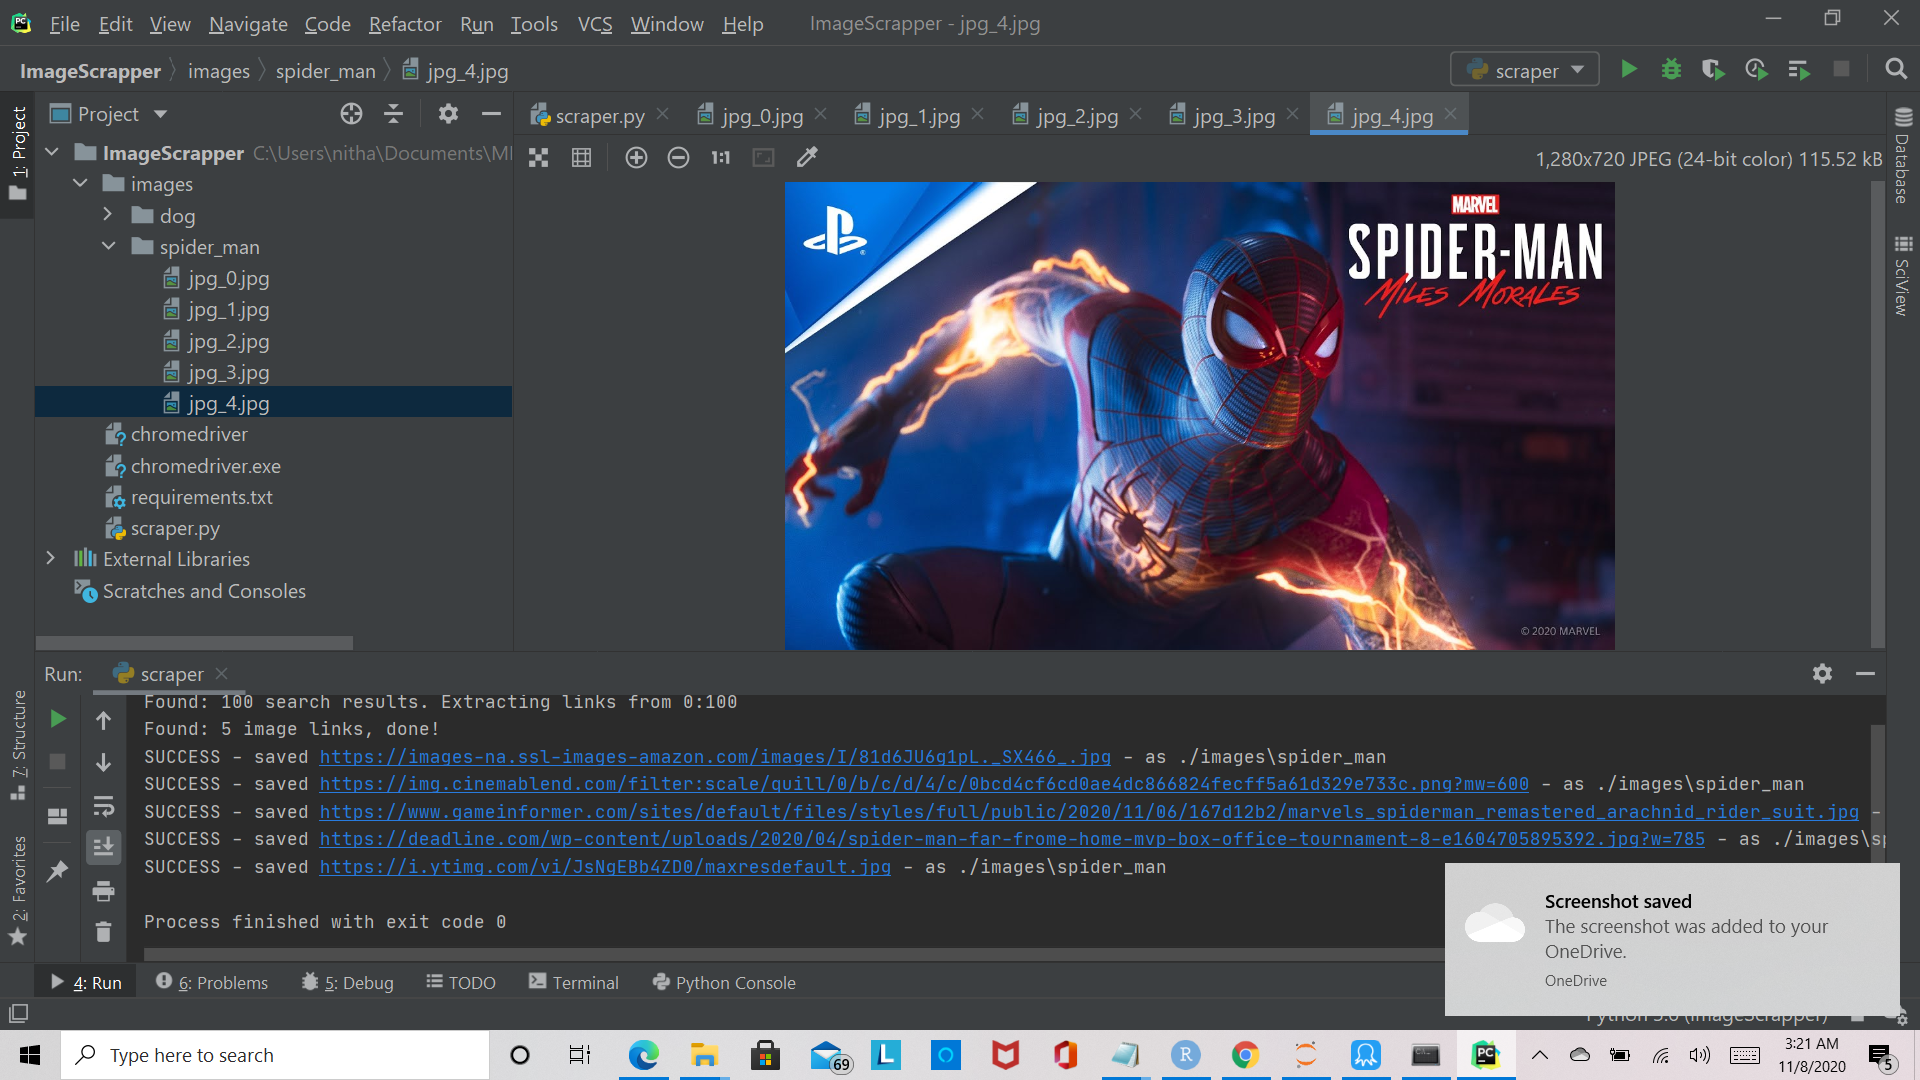 File Edit View Navigate Code Refactor Run Tools VCS Window Help ImageScrapper - jpg_4.jpg
ImageScrapper images spider_man jpg_4.jpg scraper
1: Project
Project
scraper.py jpg_0.jpg jpg_1.jpg jpg_2.jpg jpg_3.jpg jpg_4.jpg
1:1 1,280x720 JPEG (24-bit color) 115.52 kB
ImageScrapper C:\Users\nitha\Documents\
images
dog
spider_man
jpg_0.jpg
jpg_1.jpg
jpg_2.jpg
jpg_3.jpg
jpg_4.jpg
chromedriver
chromedriver.exe
requirements.txt
scraper.py
External Libraries
Scratches and Consoles
MARVEL
SPIDER-MAN
MILES MORALES
© 2020 MARVEL
Database
SciView
Run: scraper
7: Structure
2: Favorites
Found: 100 search results. Extracting links from 0:100
Found: 5 image links, done!
SUCCESS - saved https://images-na.ssl-images-amazon.com/images/I/81d6JU6g1pL._SX466_.jpg - as ./images\spider_man
SUCCESS - saved https://img.cinemablend.com/filter:scale/quill/0/b/c/d/4/c/0bcd4cf6cd0ae4dc866824fecff5a61d329e733c.png?mw=600 - as ./images\spider_man
SUCCESS - saved https://www.gameinformer.com/sites/default/files/styles/full/public/2020/11/06/167d12b2/marvels_spiderman_remastered_arachnid_rider_suit.jpg -
SUCCESS - saved https://deadline.com/wp-content/uploads/2020/04/spider-man-far-frome-home-mvp-box-office-tournament-8-e1604705895392.jpg?w=785 - as ./images\sp
SUCCESS - saved https://i.ytimg.com/vi/JsNgEBb4ZD0/maxresdefault.jpg - as ./images\spider_man
Process finished with exit code 0
Screenshot saved
The screenshot was added to your
OneDrive.
OneDrive
4: Run 6: Problems 5: Debug TODO Terminal Python Console
Type here to search
69
L
R
PC
3:21 AM
11/8/2020
5